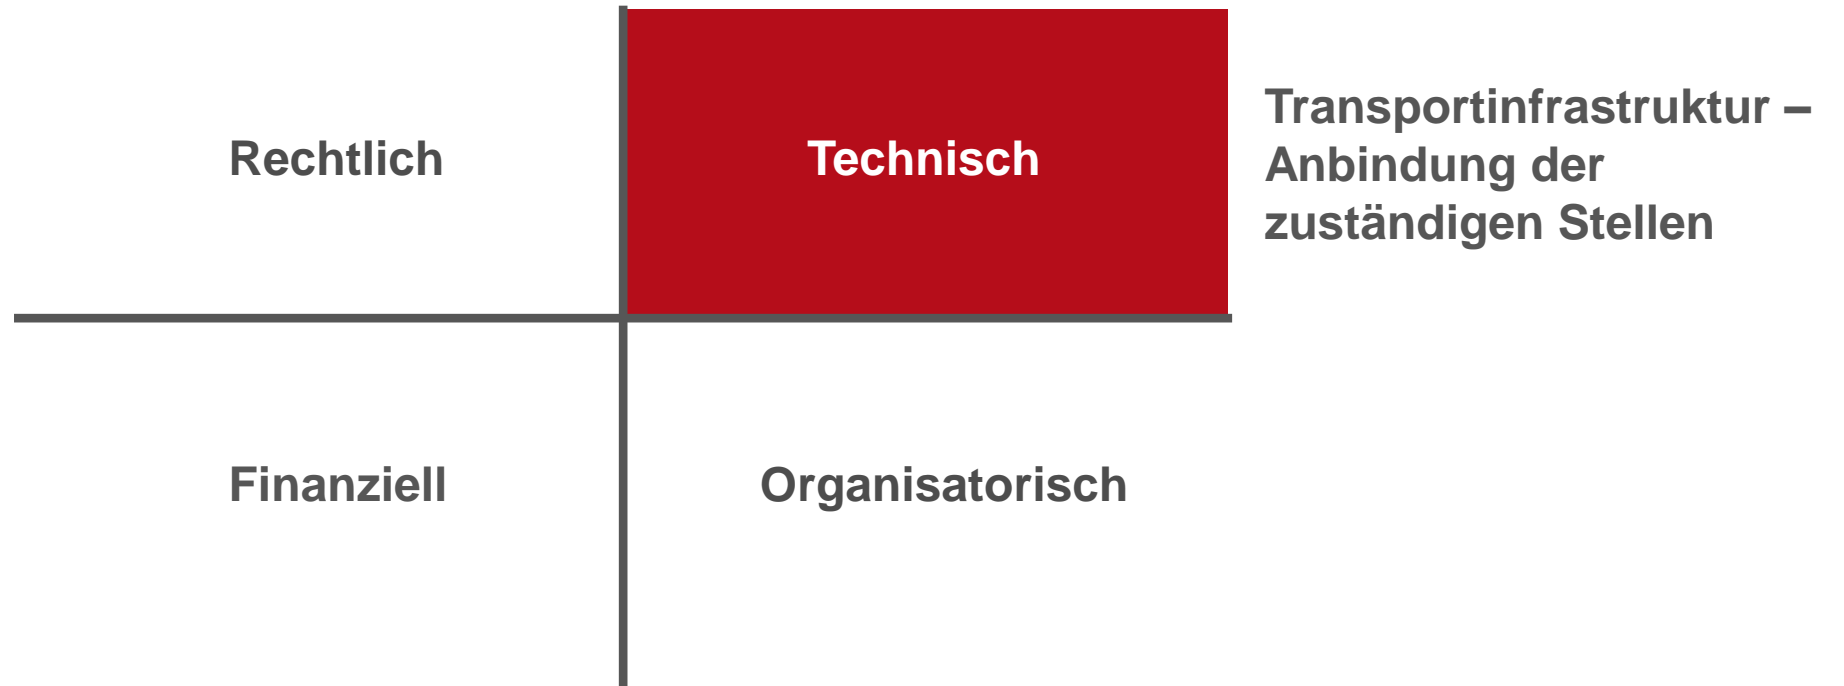 Rechtlich
Technisch
Transportinfrastruktur –
Anbindung der
zuständigen Stellen
Finanziell
Organisatorisch